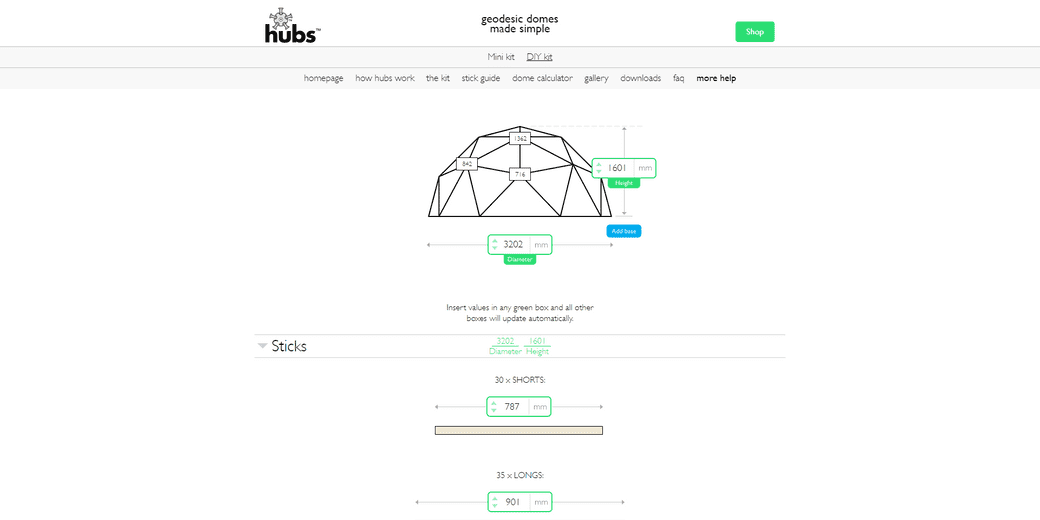 hubs™
geodesic domes
made simple
Shop
Mini kit DIY kit
homepage how hubs work the kit stick guide dome calculator gallery downloads faq more help
1362
842
716
1601 mm
Height
Add base
3202 mm
Diameter
Insert values in any green box and all other
boxes will update automatically.
Sticks
3202 1601
Diameter Height
30 x SHORTS:
787 mm
35 x LONGS:
901 mm